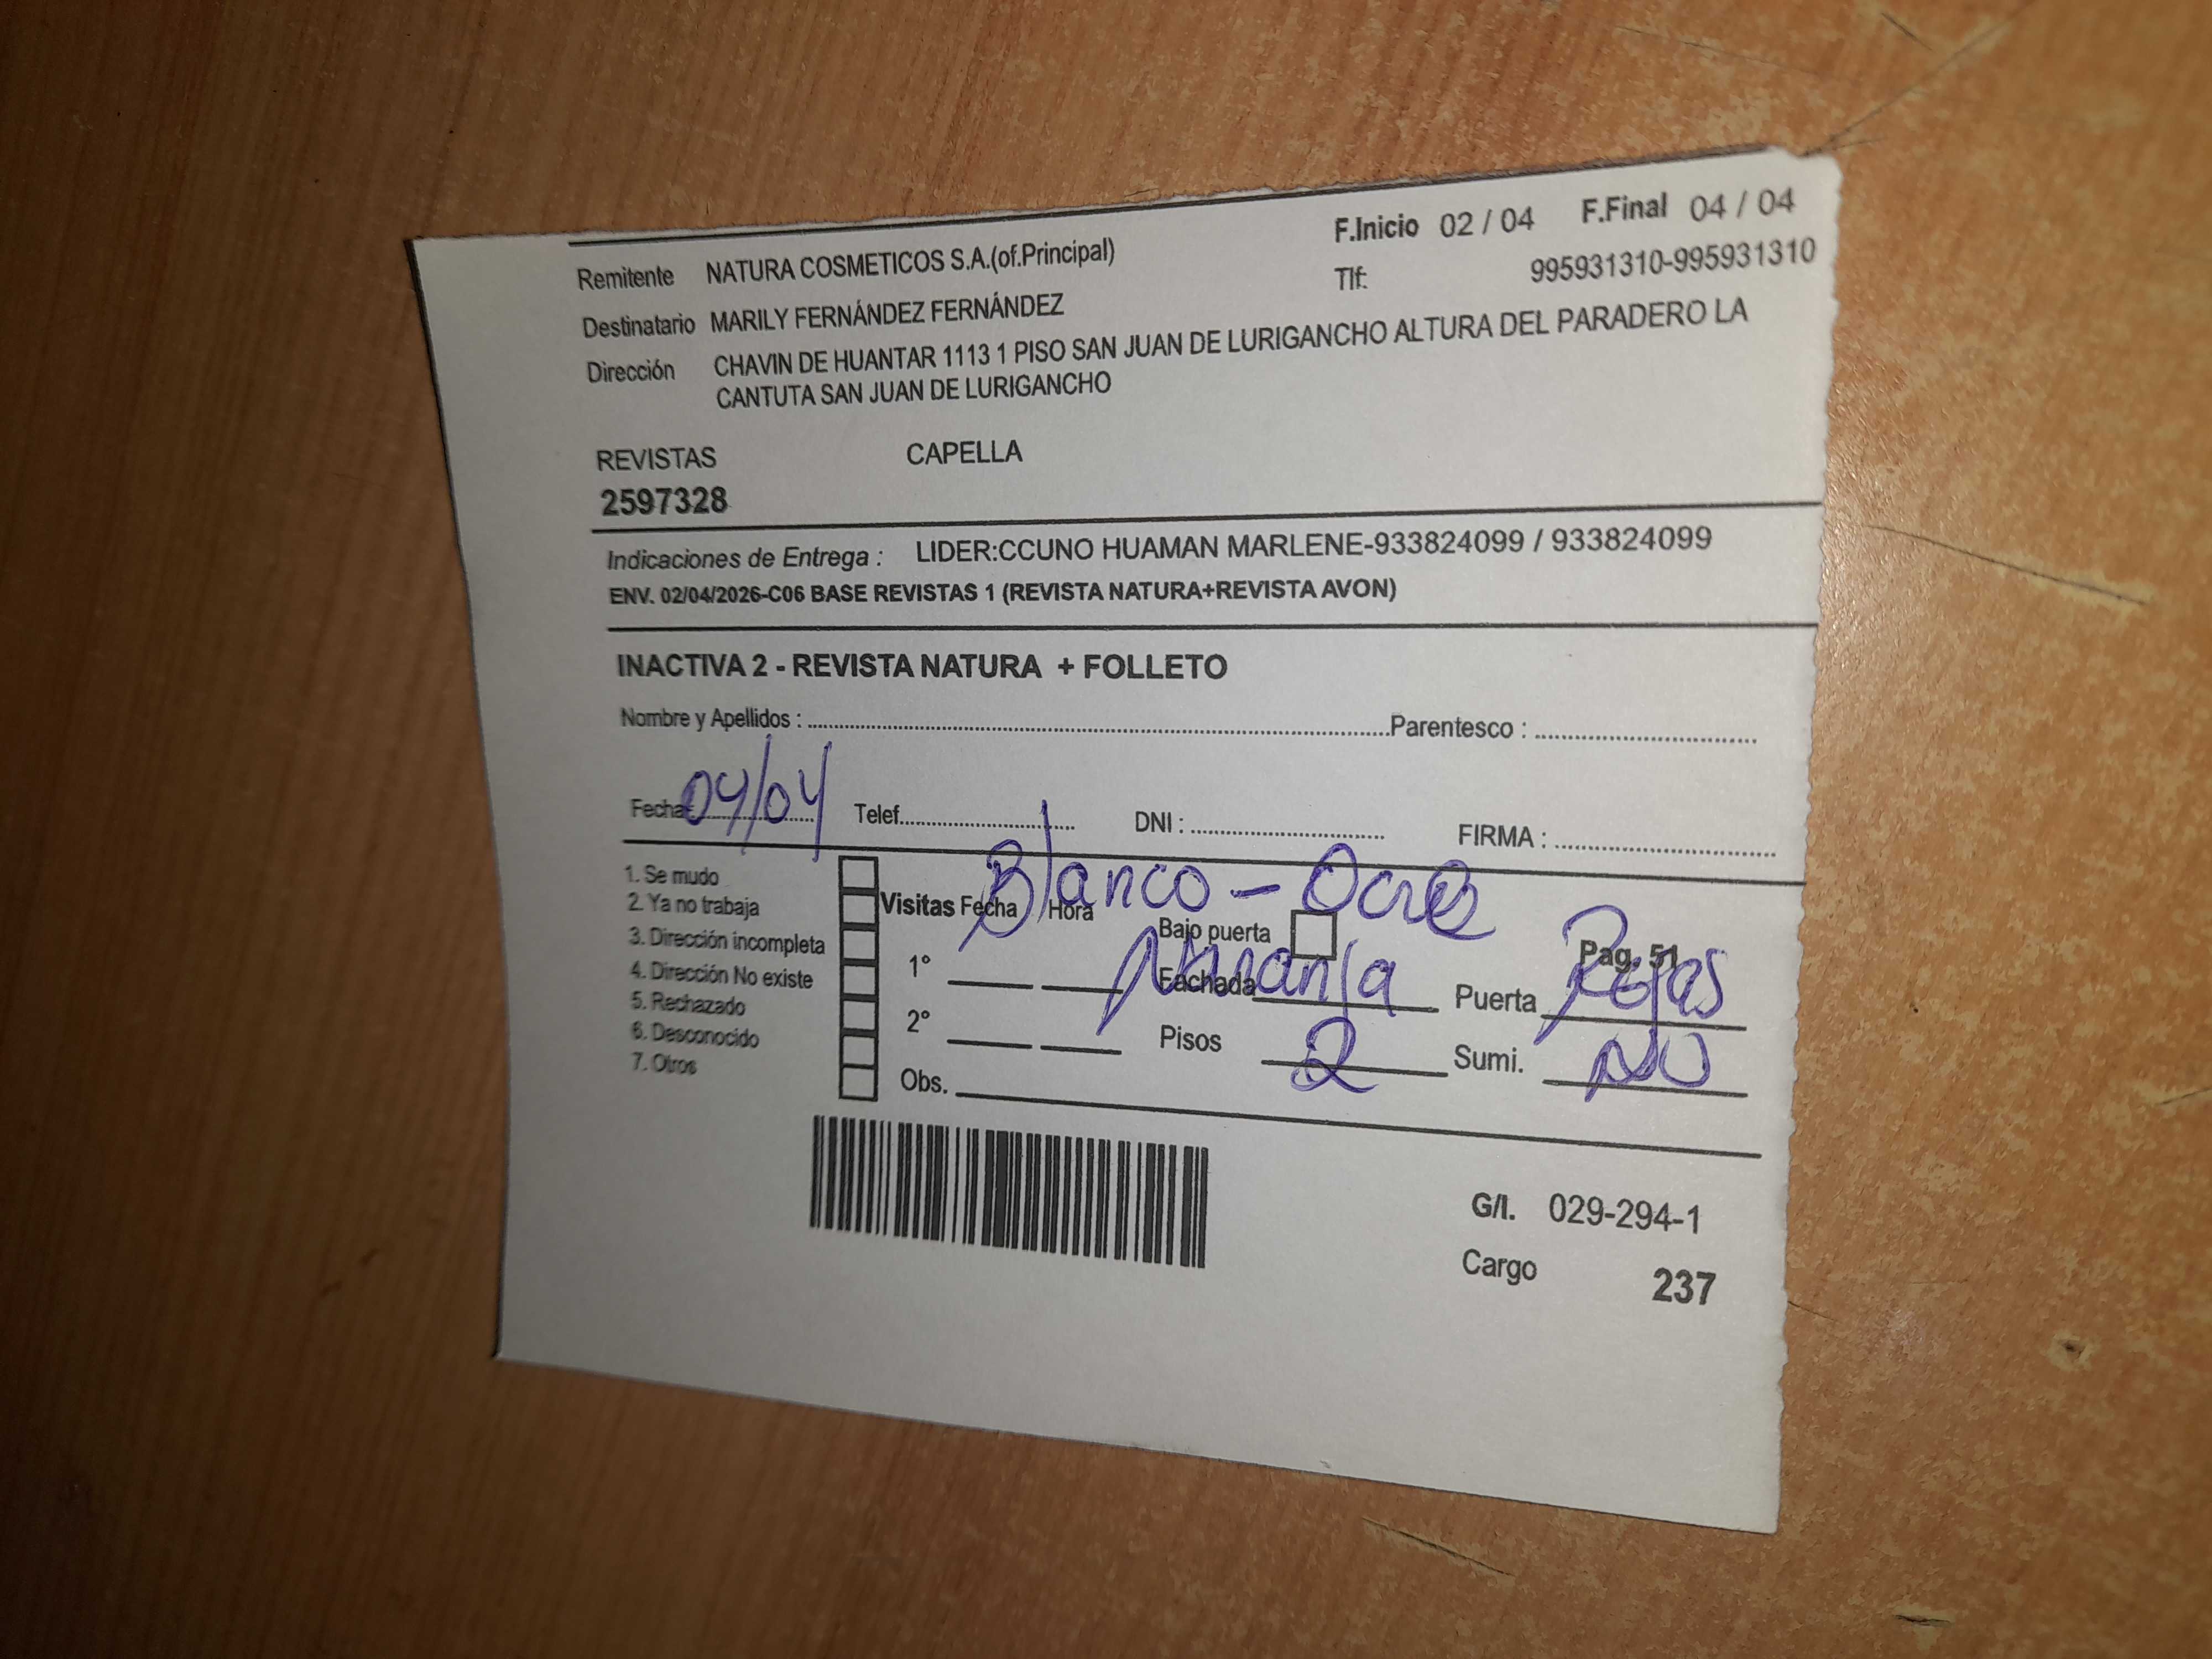 F.Inicio 02 / 04 F.Final 04 / 04
Remitente NATURA COSMETICOS S.A.(of.Principal) Tlf: 995931310-995931310
Destinatario MARILY FERNÁNDEZ FERNÁNDEZ
Dirección CHAVIN DE HUANTAR 1113 1 PISO SAN JUAN DE LURIGANCHO ALTURA DEL PARADERO LA
CANTUTA SAN JUAN DE LURIGANCHO
REVISTAS CAPELLA
2597328
Indicaciones de Entrega : LIDER:CCUNO HUAMAN MARLENE-933824099 / 933824099
ENV. 02/04/2026-C06 BASE REVISTAS 1 (REVISTA NATURA+REVISTA AVON)
INACTIVA 2 - REVISTA NATURA + FOLLETO
Nombre y Apellidos : Parentesco :
Fecha 04/04 Telef. DNI : FIRMA :
Blanco - Ocre
1. Se mudo
2. Ya no trabaja
3. Dirección incompleta
4. Dirección No existe
5. Rechazado
6. Desconocido
7. Otros
Visitas Fecha Hora
1°
2°
Obs.
Bajo puerta Pag. 51
Fachada Naranja Puerta Rejas
Pisos 2 Sumi. NO
G/I. 029-294-1
Cargo 237